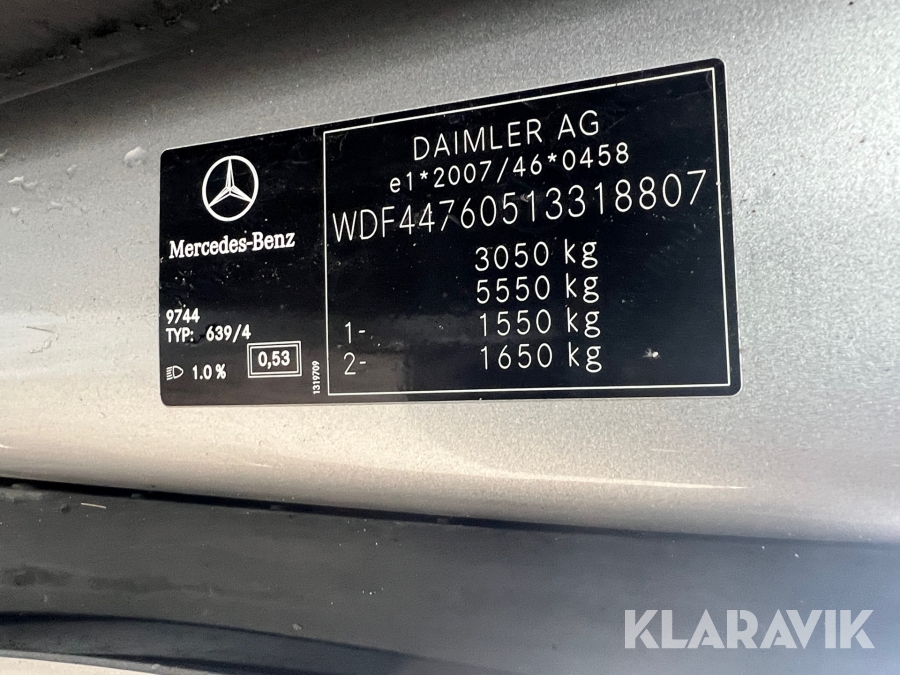 Mercedes-Benz
9744
TYP: 639/4
1.0 %
0,53
1319709
DAIMLER AG
e1*2007/46*0458
WDF44760513318807
3050 kg
5550 kg
1- 1550 kg
2- 1650 kg
KLARAVIK